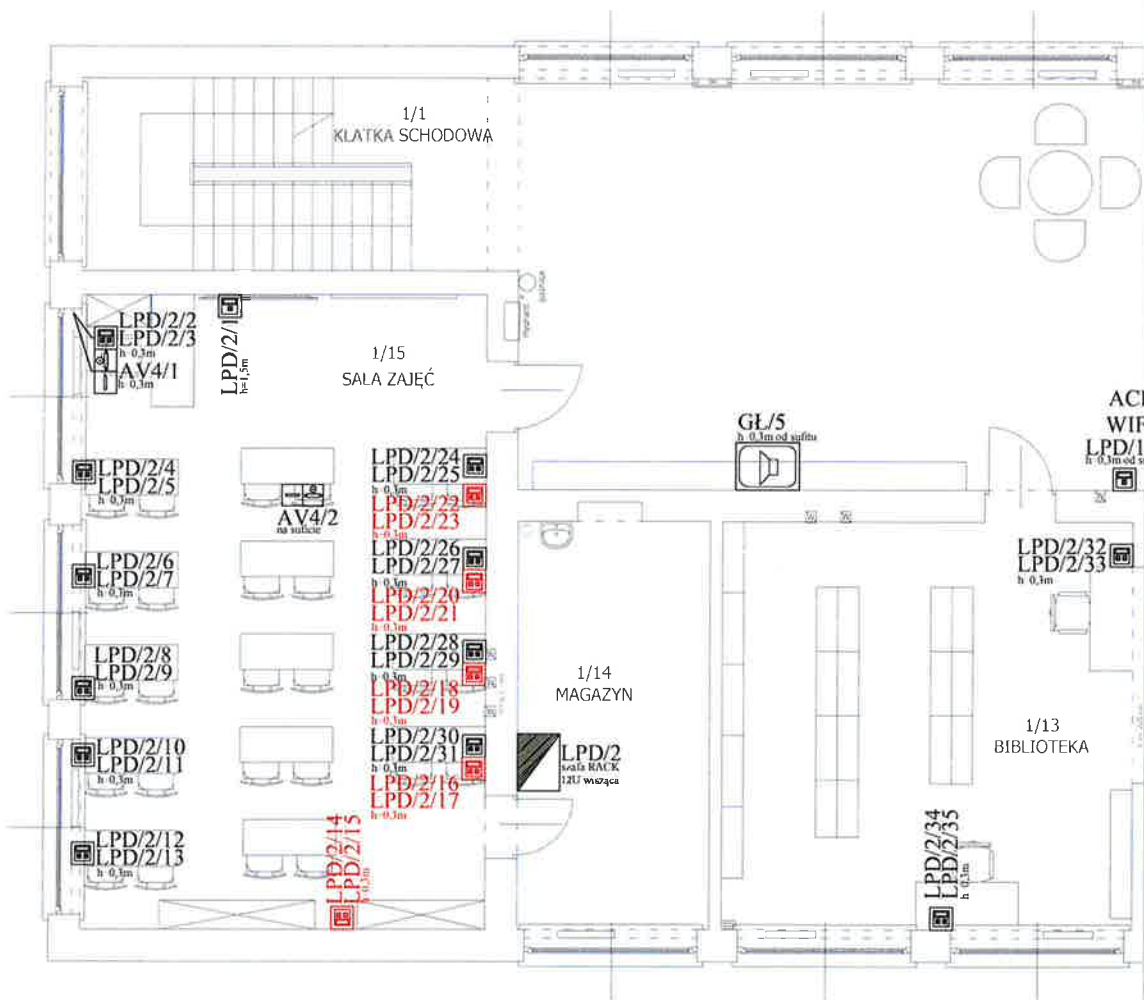 1/1
KLATKA SCHODOWA
LPD/2/2
LPD/2/3
h=0,3m
AV4/1
h=0,3m
LPD/2/1
h=1,5m
1/15
SALA ZAJĘĆ
Hydrant
GŁ/5
h=0,3m od sufitu
LPD/2/4
LPD/2/5
h=0,3m
AV4/2
na suficie
LPD/2/24
LPD/2/25
h=0,3m
LPD/2/22
LPD/2/23
h=0,3m
LPD/2/6
LPD/2/7
h=0,3m
LPD/2/26
LPD/2/27
h=0,3m
LPD/2/20
LPD/2/21
h=0,3m
LPD/2/32
LPD/2/33
h=0,3m
LPD/2/8
LPD/2/9
h=0,3m
LPD/2/28
LPD/2/29
h=0,3m
LPD/2/18
LPD/2/19
h=0,3m
1/14
MAGAZYN
1/13
BIBLIOTEKA
LPD/2/10
LPD/2/11
h=0,3m
LPD/2/30
LPD/2/31
h=0,3m
LPD/2/16
LPD/2/17
h=0,3m
LPD/2
szafa RACK
12U wisząca
LPD/2/12
LPD/2/13
h=0,3m
LPD/2/14
LPD/2/15
h=0,3m
LPD/2/34
LPD/2/35
h=0,3m